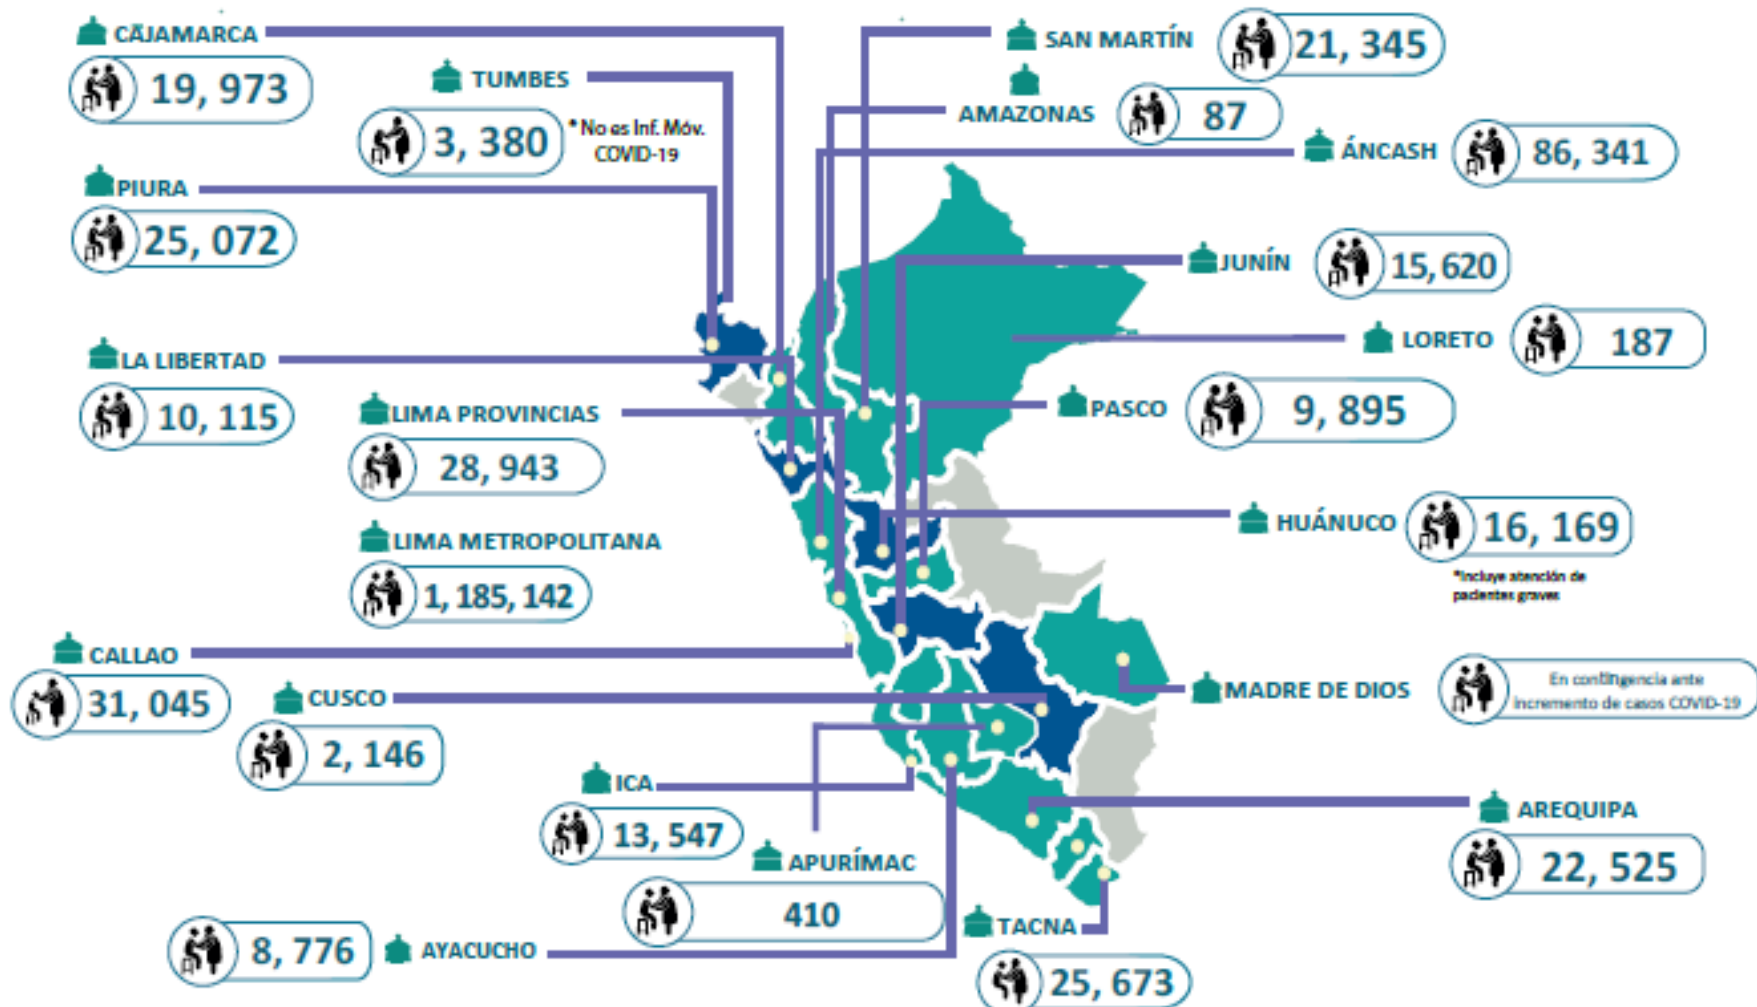 CAJAMARCA
19, 973
TUMBES
3, 380
*No es Inf. Móv.
COVID-19
PIURA
25, 072
LA LIBERTAD
10, 115
LIMA PROVINCIAS
28, 943
LIMA METROPOLITANA
1, 185, 142
CALLAO
31, 045
CUSCO
2, 146
ICA
13, 547
APURÍMAC
410
8, 776
AYACUCHO
TACNA
25, 673
SAN MARTÍN
21, 345
AMAZONAS
87
ÁNCASH
86, 341
JUNÍN
15, 620
LORETO
187
PASCO
9, 895
HUÁNUCO
16, 169
*Incluye atención de
pacientes graves
MADRE DE DIOS
En contingencia ante
incremento de casos COVID-19
AREQUIPA
22, 525